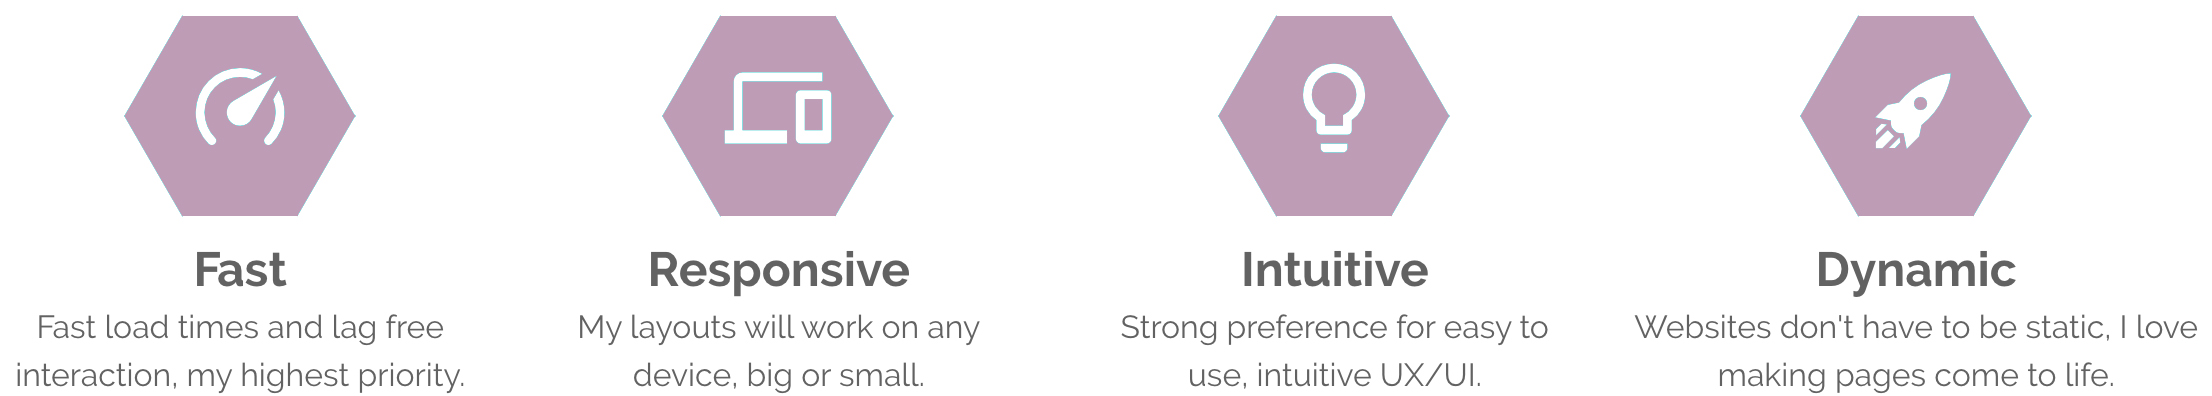 Fast
Fast load times and lag free
interaction, my highest priority.
Responsive
My layouts will work on any
device, big or small.
Intuitive
Strong preference for easy to
use, intuitive UX/UI.
Dynamic
Websites don't have to be static, I love
making pages come to life.